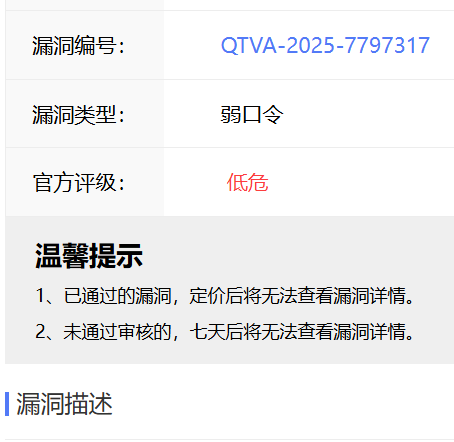 漏洞编号：
QTVA-2025-7797317
漏洞类型：
弱口令
官方评级：
低危
温馨提示
1、已通过的漏洞，定价后将无法查看漏洞详情。
2、未通过审核的，七天后将无法查看漏洞详情。
漏洞描述